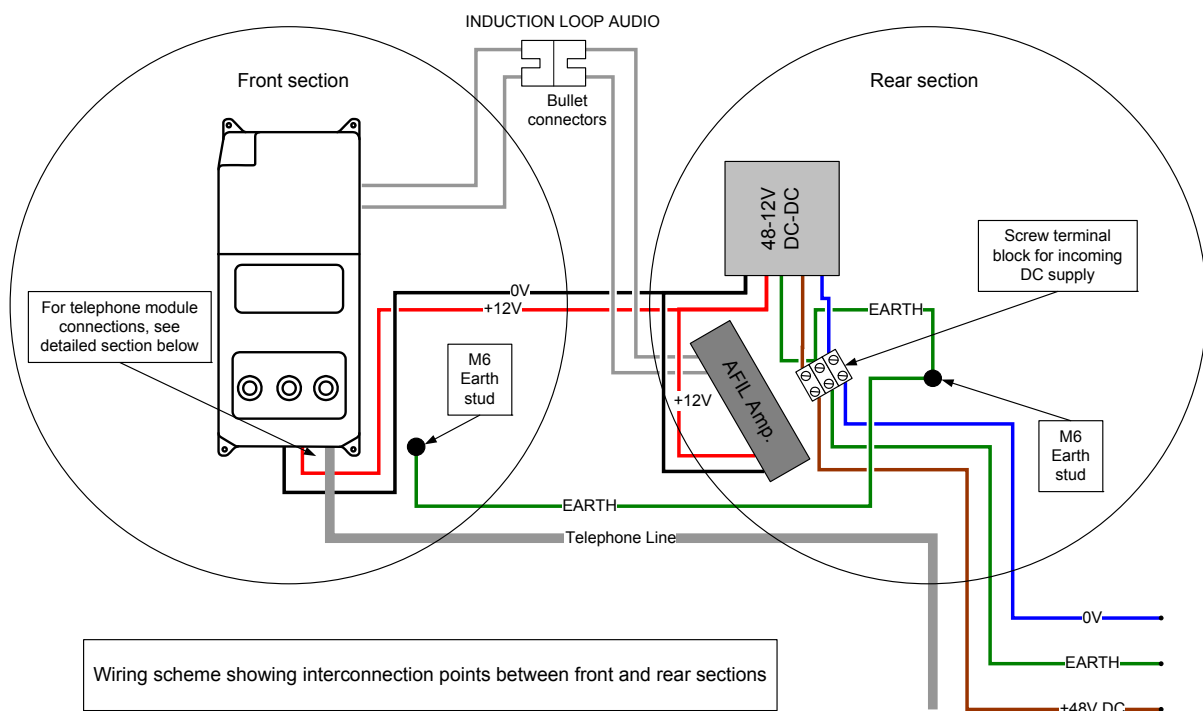 INDUCTION LOOP AUDIO
Front section
Bullet
connectors
Rear section
48-12V
DC-DC
Screw terminal
block for incoming
DC supply
For telephone module
connections, see
detailed section below
0V
+12V
EARTH
M6
Earth
stud
+12V
AFIL Amp.
M6
Earth
stud
EARTH
Telephone Line
0V
EARTH
+48V DC
Wiring scheme showing interconnection points between front and rear sections